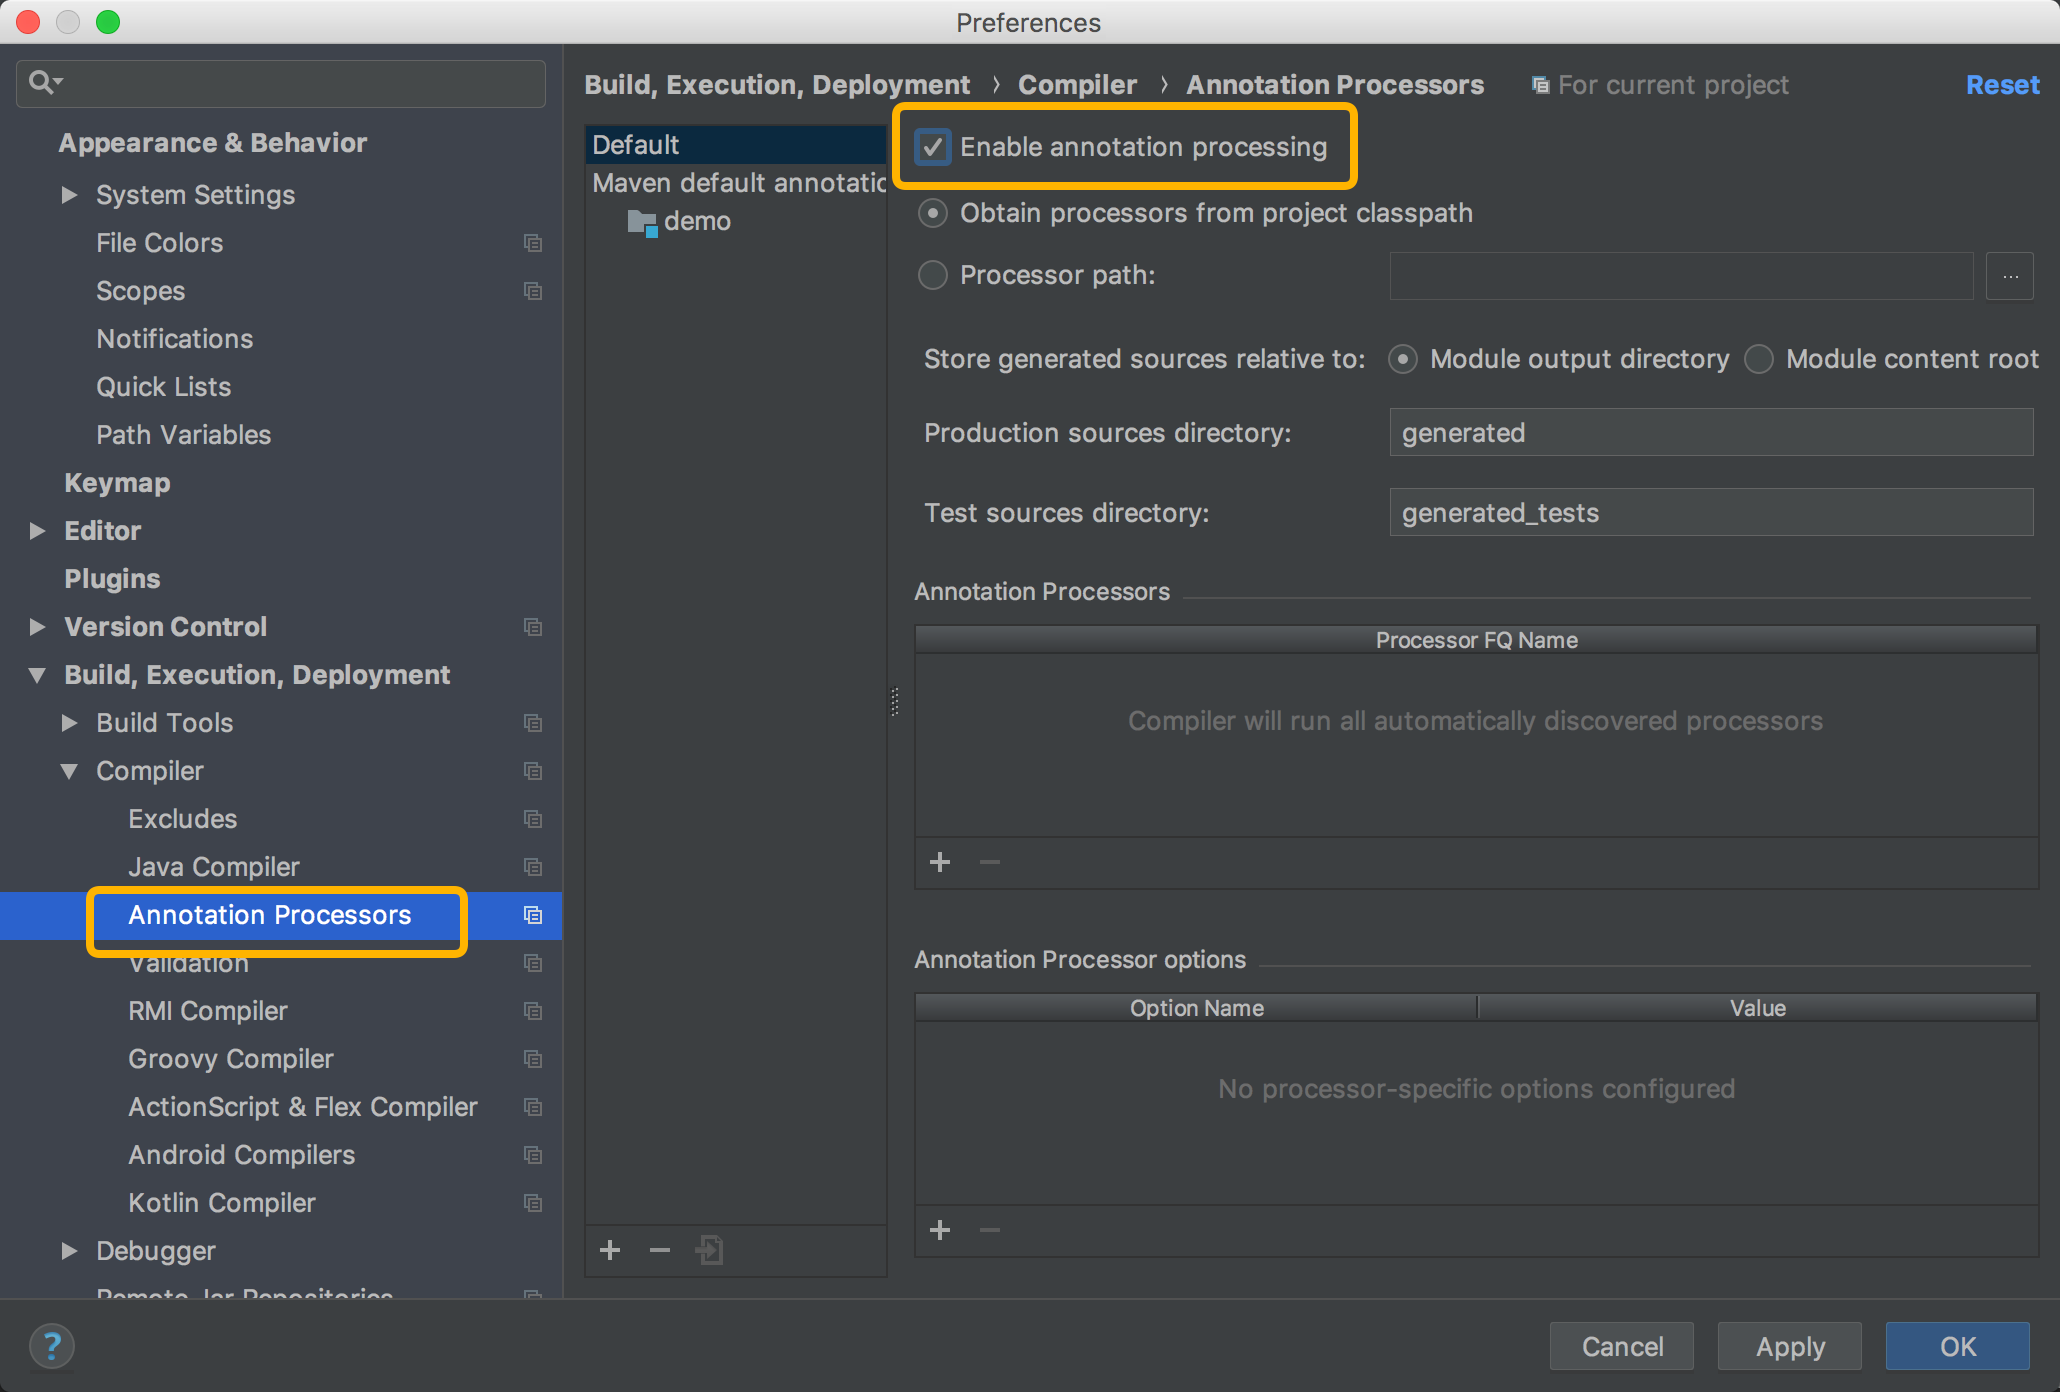 Preferences
Appearance & Behavior
System Settings
File Colors
Scopes
Notifications
Quick Lists
Path Variables
Keymap
Editor
Plugins
Version Control
Build, Execution, Deployment
Build Tools
Compiler
Excludes
Java Compiler
Annotation Processors
Validation
RMI Compiler
Groovy Compiler
ActionScript & Flex Compiler
Android Compilers
Kotlin Compiler
Debugger
Remote Jar Repositories
Build, Execution, Deployment › Compiler › Annotation Processors
For current project
Reset
Default
Maven default annotatic
demo
Enable annotation processing
Obtain processors from project classpath
Processor path:
...
Store generated sources relative to: Module output directory Module content root
Production sources directory: generated
Test sources directory: generated_tests
Annotation Processors
Processor FQ Name
Compiler will run all automatically discovered processors
Annotation Processor options
Option Name Value
No processor-specific options configured
?
Cancel Apply OK